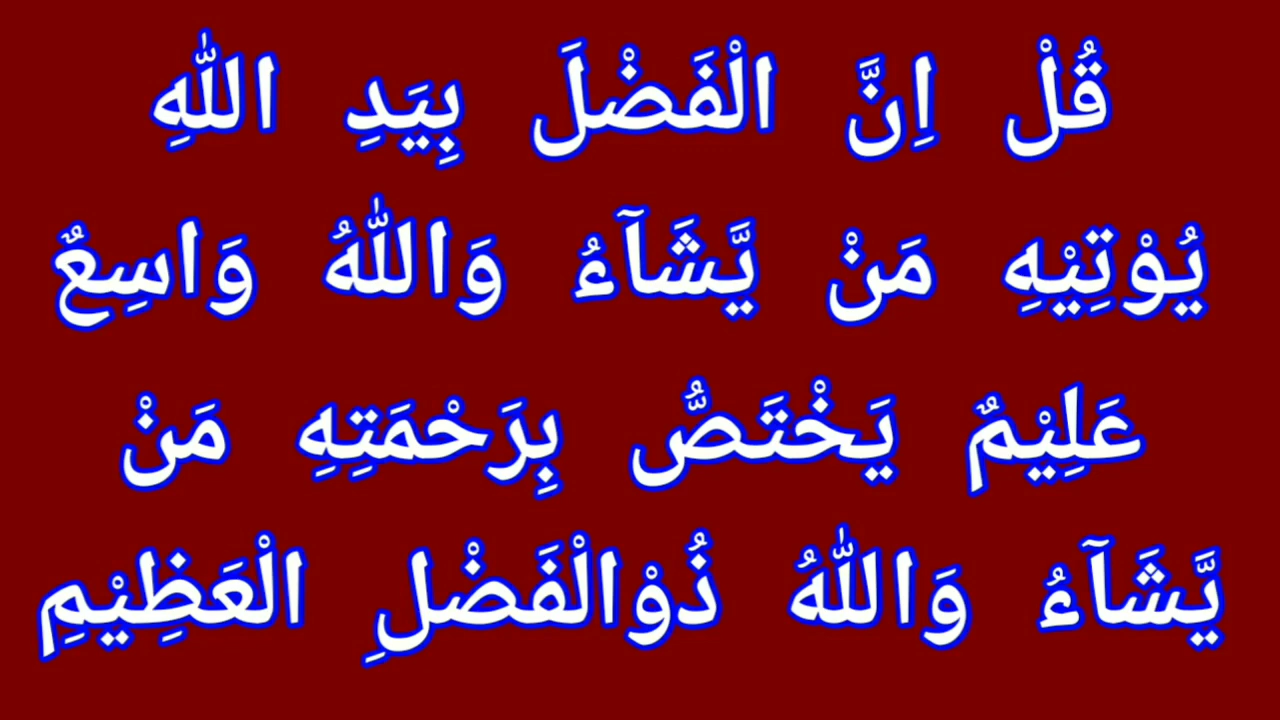 قُلْ اِنَّ الْفَضْلَ بِيَدِ اللّٰهِ
يُوْتِيْهِ مَنْ يَّشَآءُ وَاللّٰهُ وَاسِعٌ
عَلِيْمٌ يَخْتَصُّ بِرَحْمَتِهِ مَنْ
يَّشَآءُ وَاللّٰهُ ذُوْالْفَضْلِ الْعَظِيْمِ